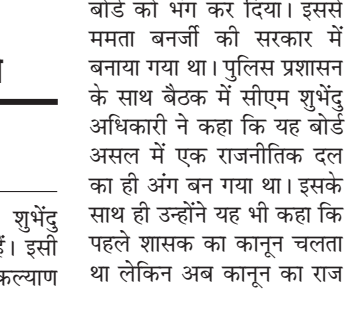 शुभेंदु
हैं। इसी
कल्याण
बोर्ड को भंग कर दिया। इससे
ममता बनर्जी की सरकार में
बनाया गया था। पुलिस प्रशासन
के साथ बैठक में सीएम शुभेंदु
अधिकारी ने कहा कि यह बोर्ड
असल में एक राजनीतिक दल
का ही अंग बन गया था। इसके
साथ ही उन्होंने यह भी कहा कि
पहले शासक का कानून चलता
था लेकिन अब कानून का राज